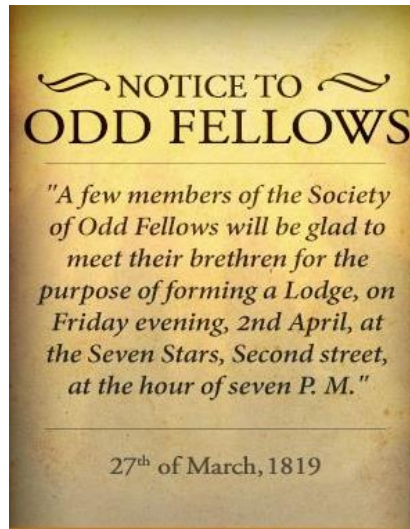 NOTICE TO
ODD FELLOWS
"A few members of the Society
of Odd Fellows will be glad to
meet their brethren for the
purpose of forming a Lodge, on
Friday evening, 2nd April, at
the Seven Stars, Second street,
at the hour of seven P. M."
27th of March, 1819